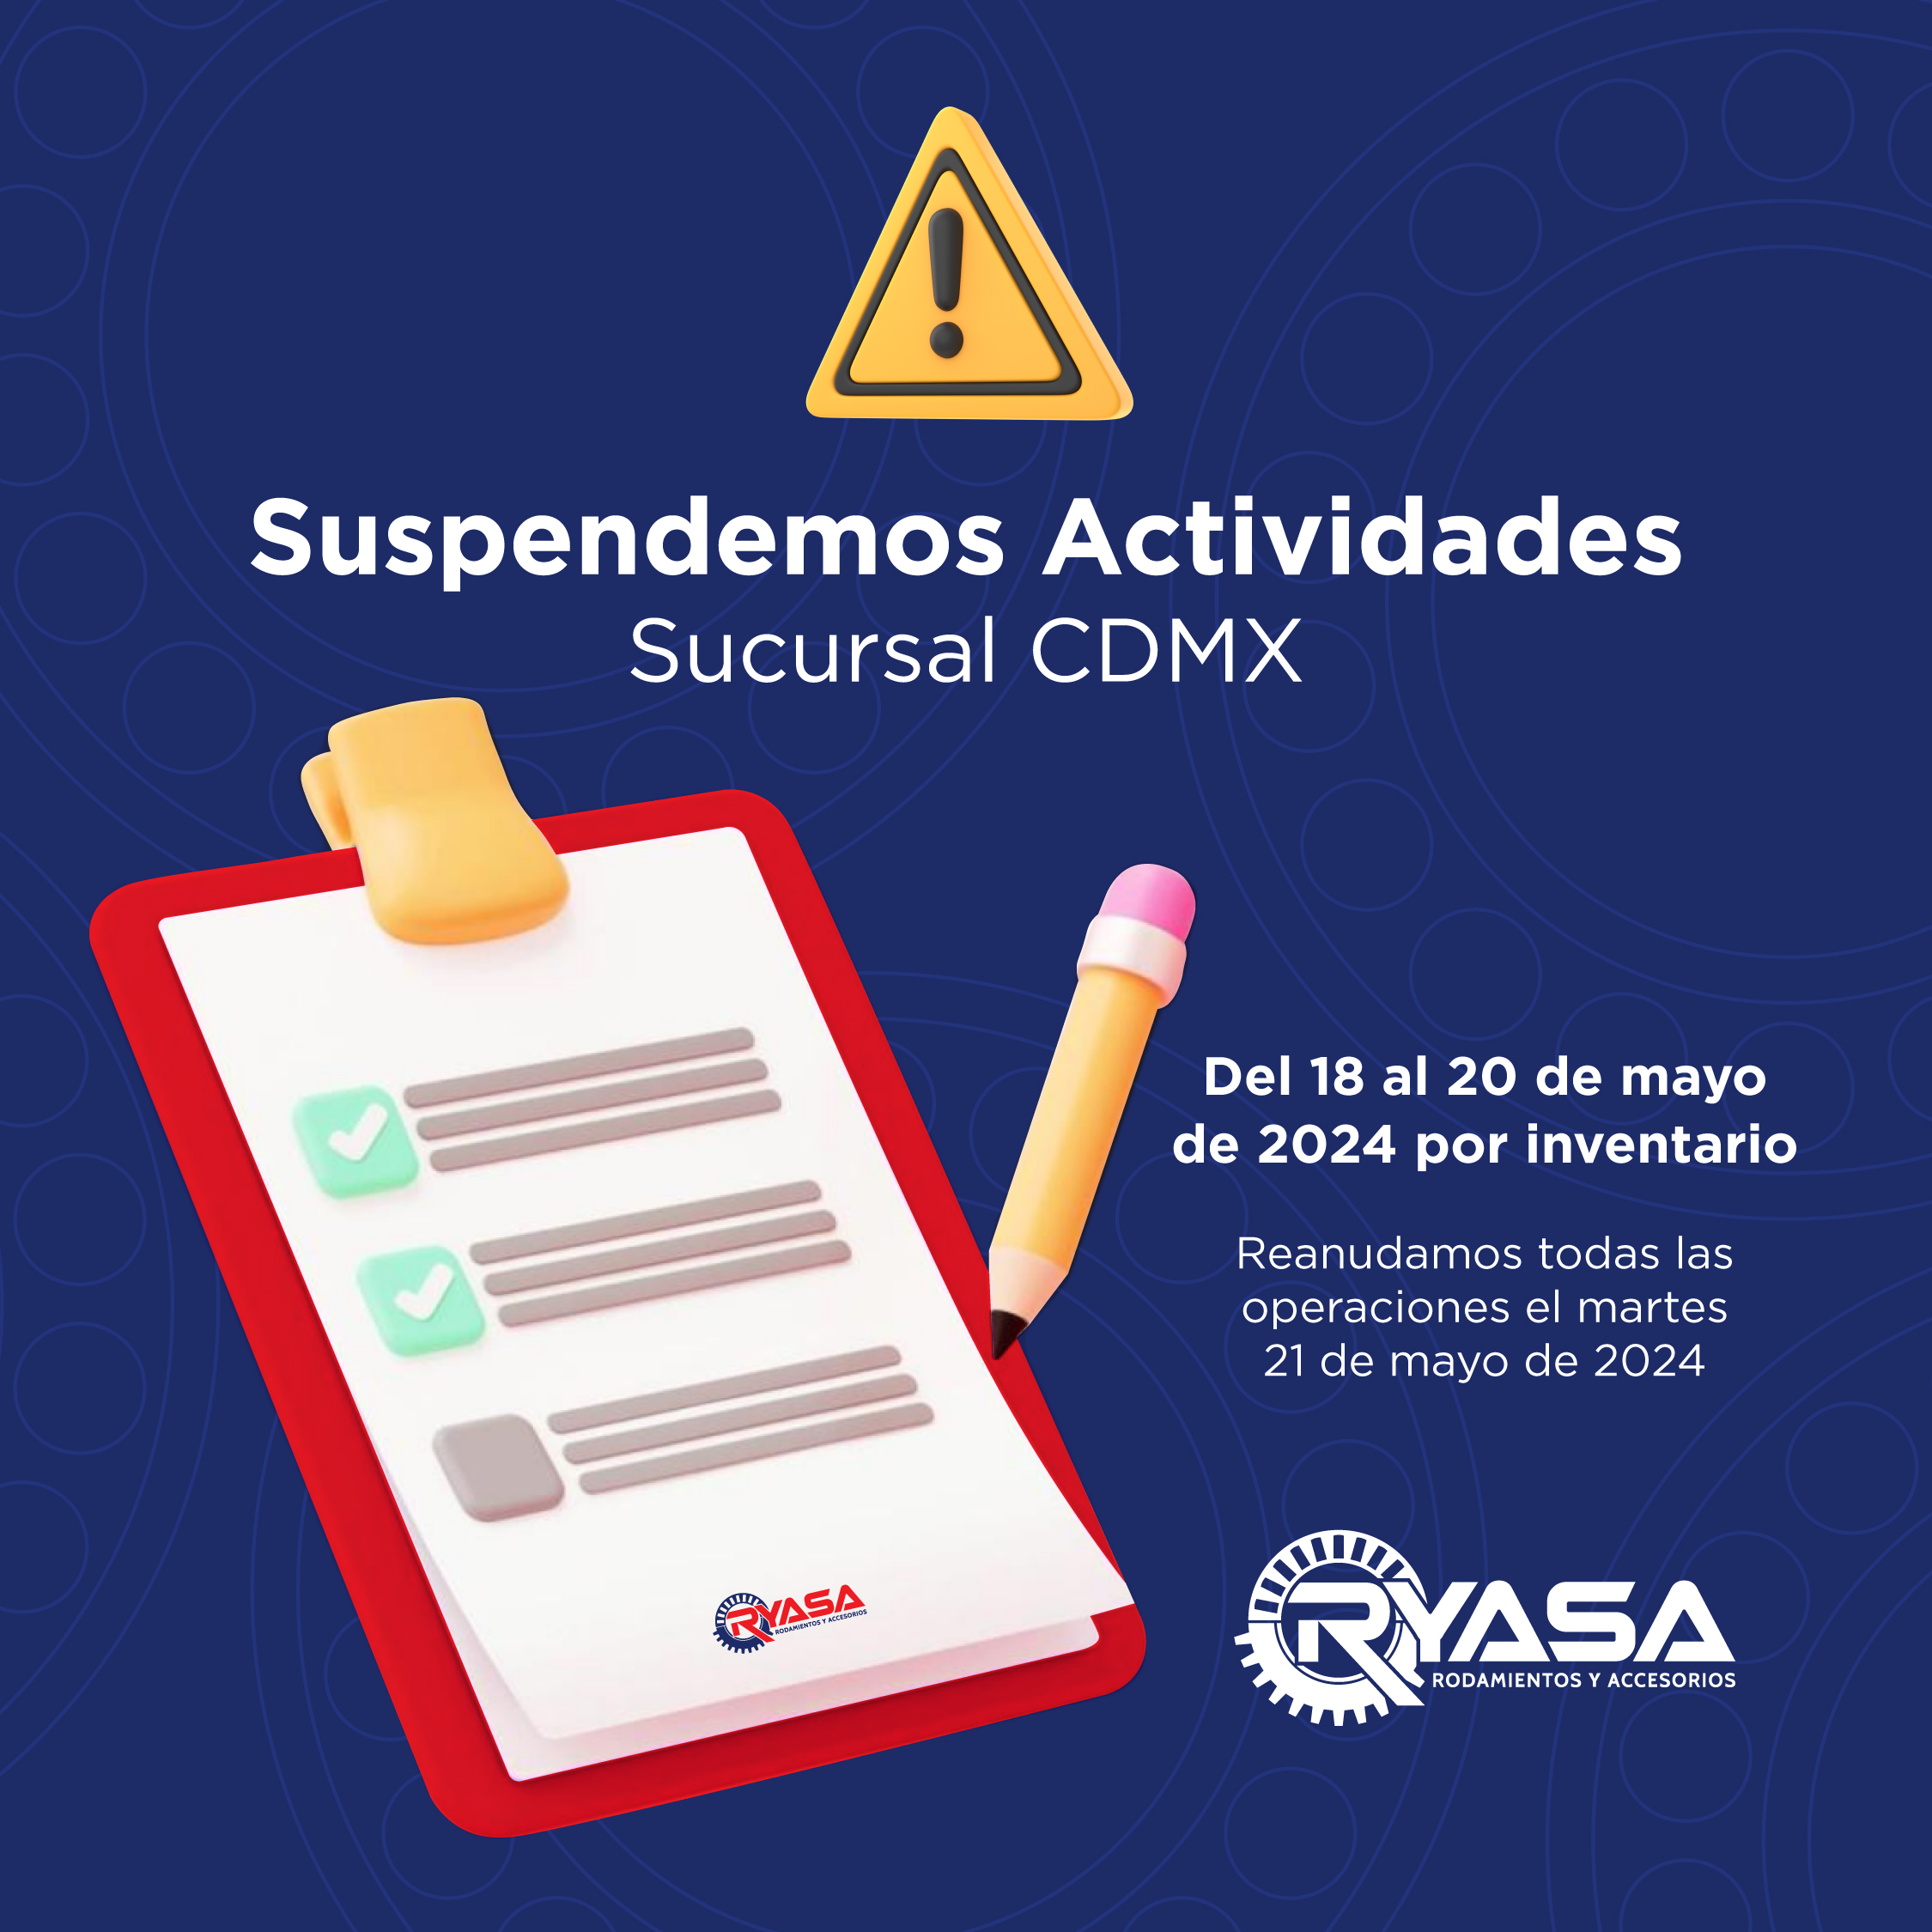 Suspendemos Actividades
Sucursal CDMX
Del 18 al 20 de mayo
de 2024 por inventario
Reanudamos todas las
operaciones el martes
21 de mayo de 2024
RYASA
RODAMIENTOS Y ACCESORIOS
RYASA
RODAMIENTOS Y ACCESORIOS